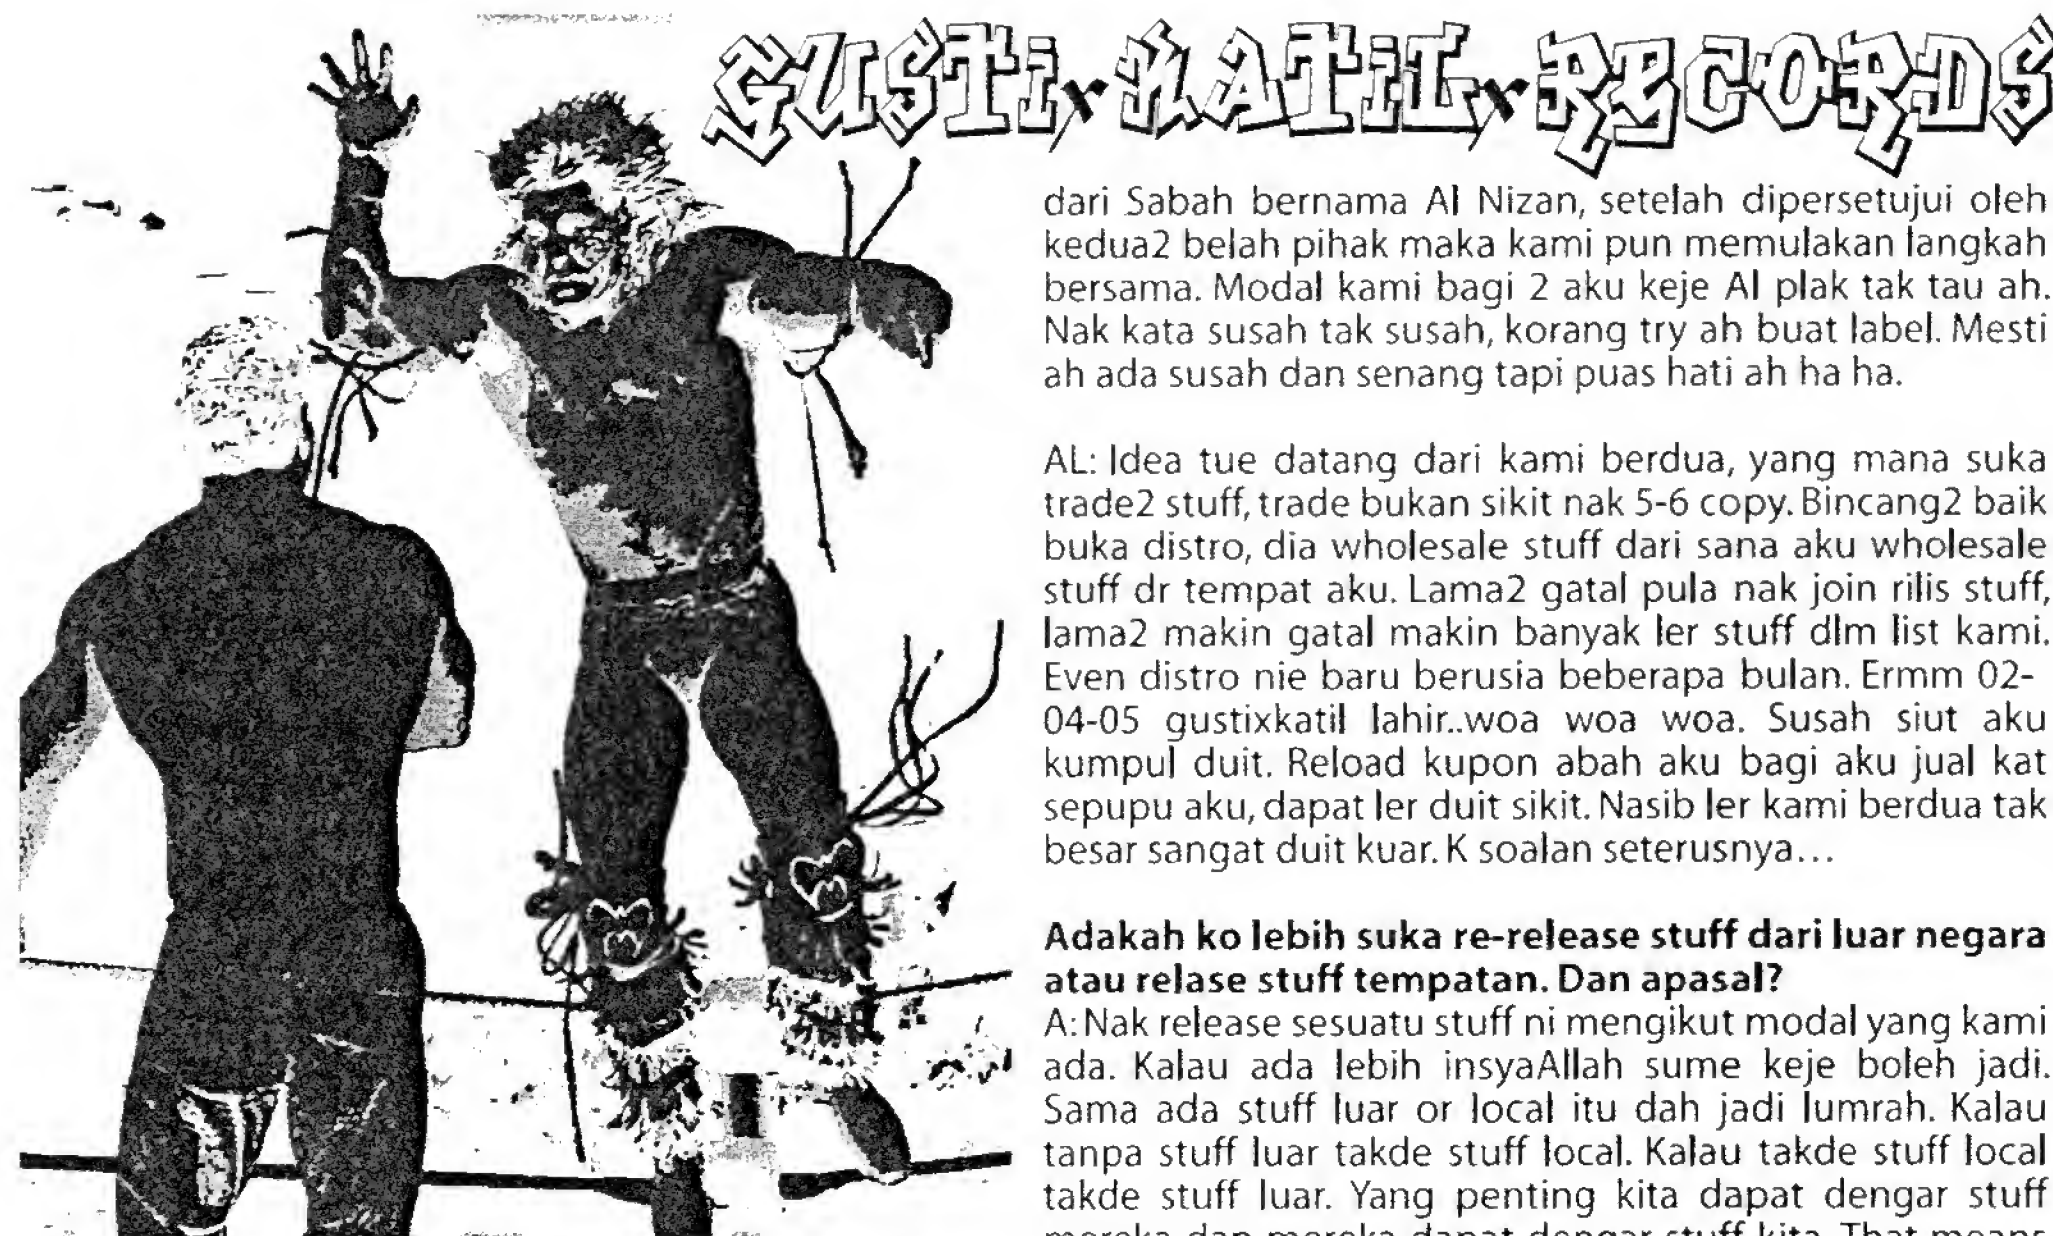 GUSTi x KATiL x RECORDS
dari Sabah bernama Al Nizan, setelah dipersetujui oleh
kedua2 belah pihak maka kami pun memulakan langkah
bersama. Modal kami bagi 2 aku keje Al plak tak tau ah.
Nak kata susah tak susah, korang try ah buat label. Mesti
ah ada susah dan senang tapi puas hati ah ha ha.
AL: Idea tue datang dari kami berdua, yang mana suka
trade2 stuff, trade bukan sikit nak 5-6 copy. Bincang2 baik
buka distro, dia wholesale stuff dari sana aku wholesale
stuff dr tempat aku. Lama2 gatal pula nak join rilis stuff,
lama2 makin gatal makin banyak ler stuff dlm list kami.
Even distro nie baru berusia beberapa bulan. Ermm 02-
04-05 gustixkatil lahir..woa woa woa. Susah siut aku
kumpul duit. Reload kupon abah aku bagi aku jual kat
sepupu aku, dapat ler duit sikit. Nasib ler kami berdua tak
besar sangat duit kuar. K soalan seterusnya...
Adakah ko lebih suka re-release stuff dari luar negara
atau relase stuff tempatan. Dan apasal?
A: Nak release sesuatu stuff ni mengikut modal yang kami
ada. Kalau ada lebih insyaAllah sume keje boleh jadi.
Sama ada stuff luar or local itu dah jadi lumrah. Kalau
tanpa stuff luar takde stuff local. Kalau takde stuff local
takde stuff luar. Yang penting kita dapat dengar stuff
mereka dan mereka dapat dengar stuff kita. That means